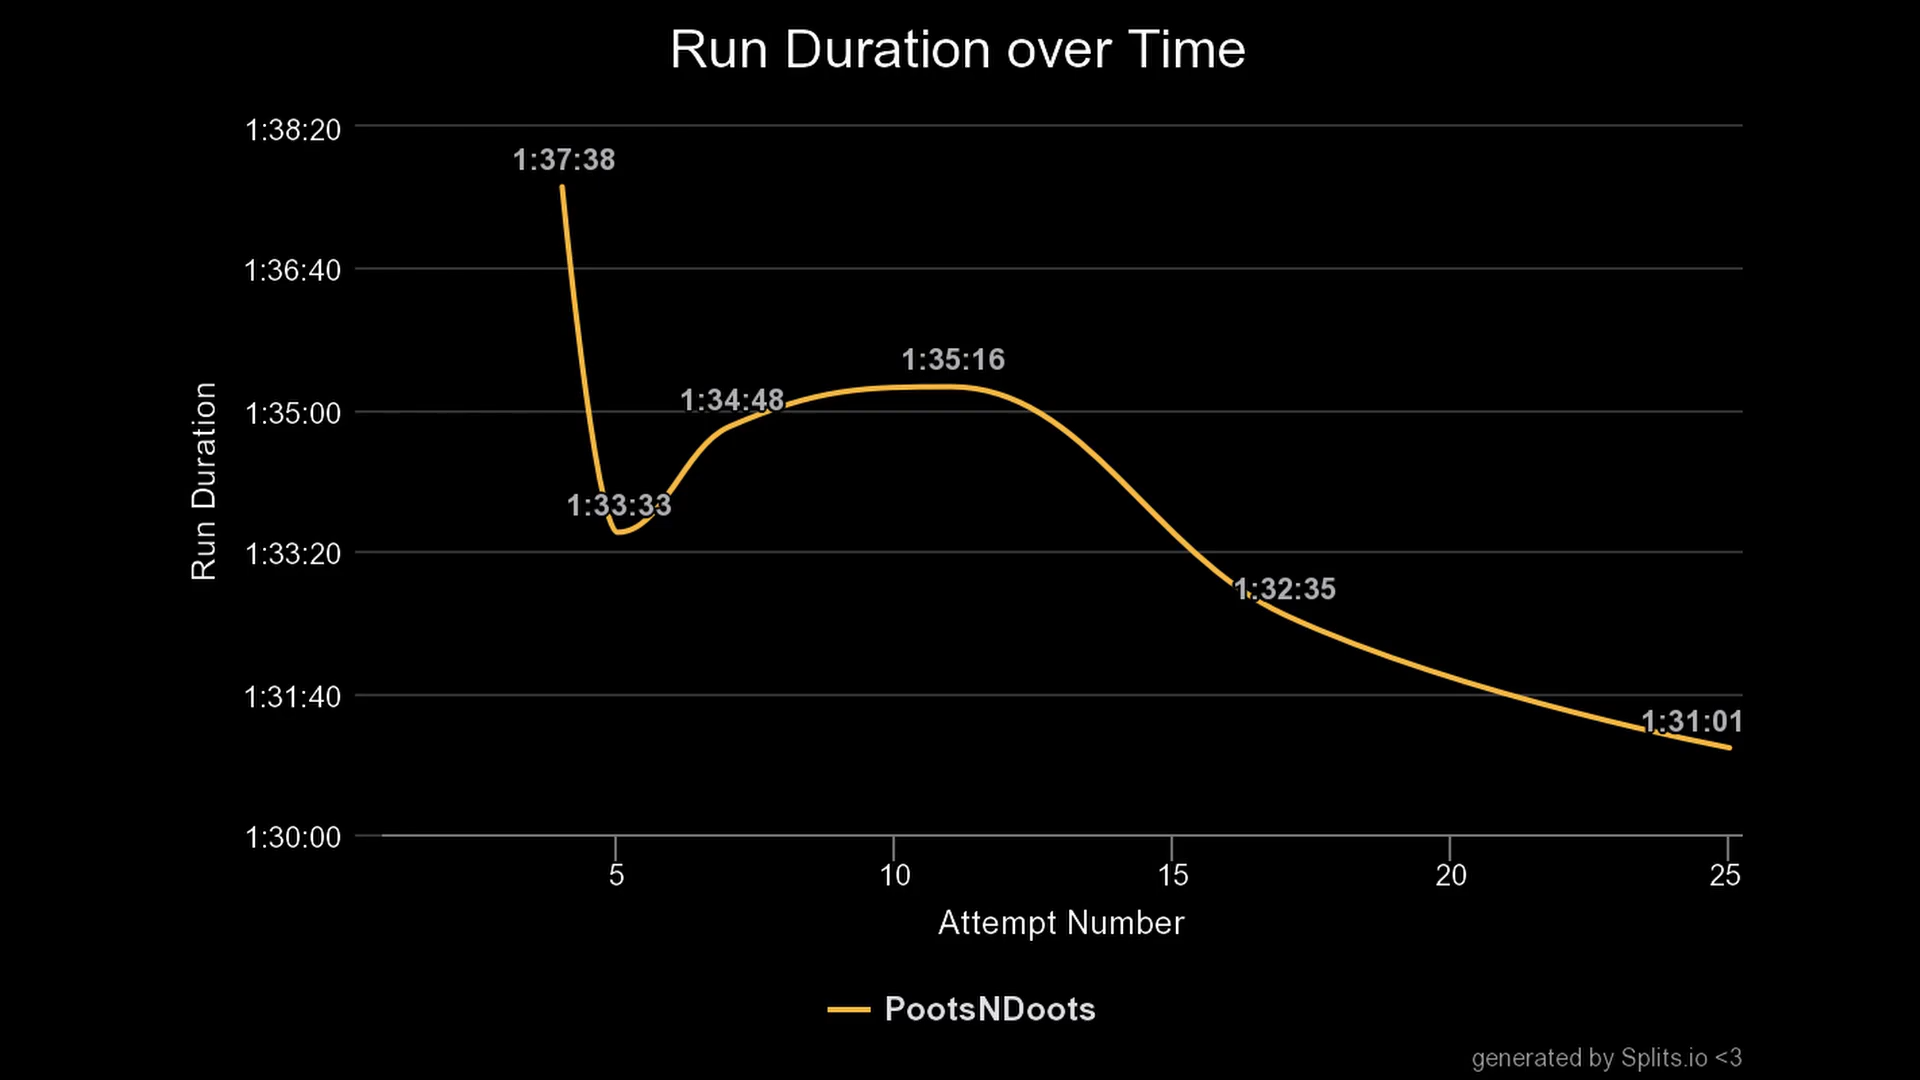 Run Duration over Time
1:38:20
1:37:38
1:36:40
1:35:16
1:34:48
1:35:00
1:33:33
1:33:20
1:32:35
1:31:40
1:31:01
1:30:00
Run Duration
5 10 15 20 25
Attempt Number
PootsNDoots
generated by Splits.io <3